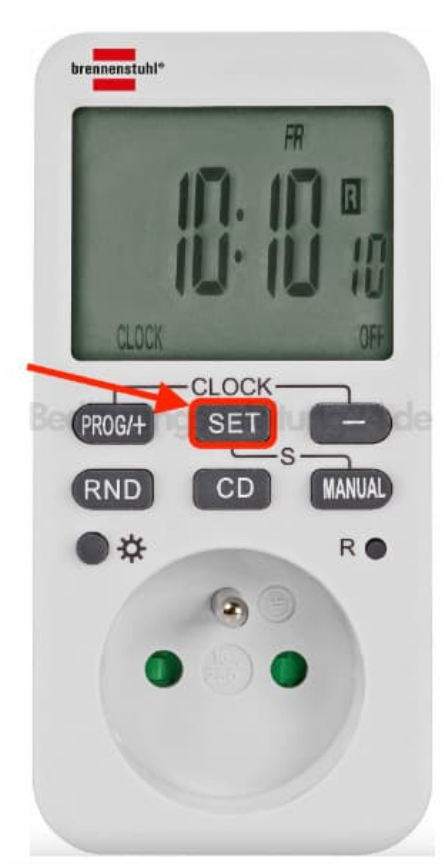 brennenstuhl®
FR
10:10 R
10
CLOCK OFF
CLOCK
PROG/+ SET −
S
RND CD MANUAL
R